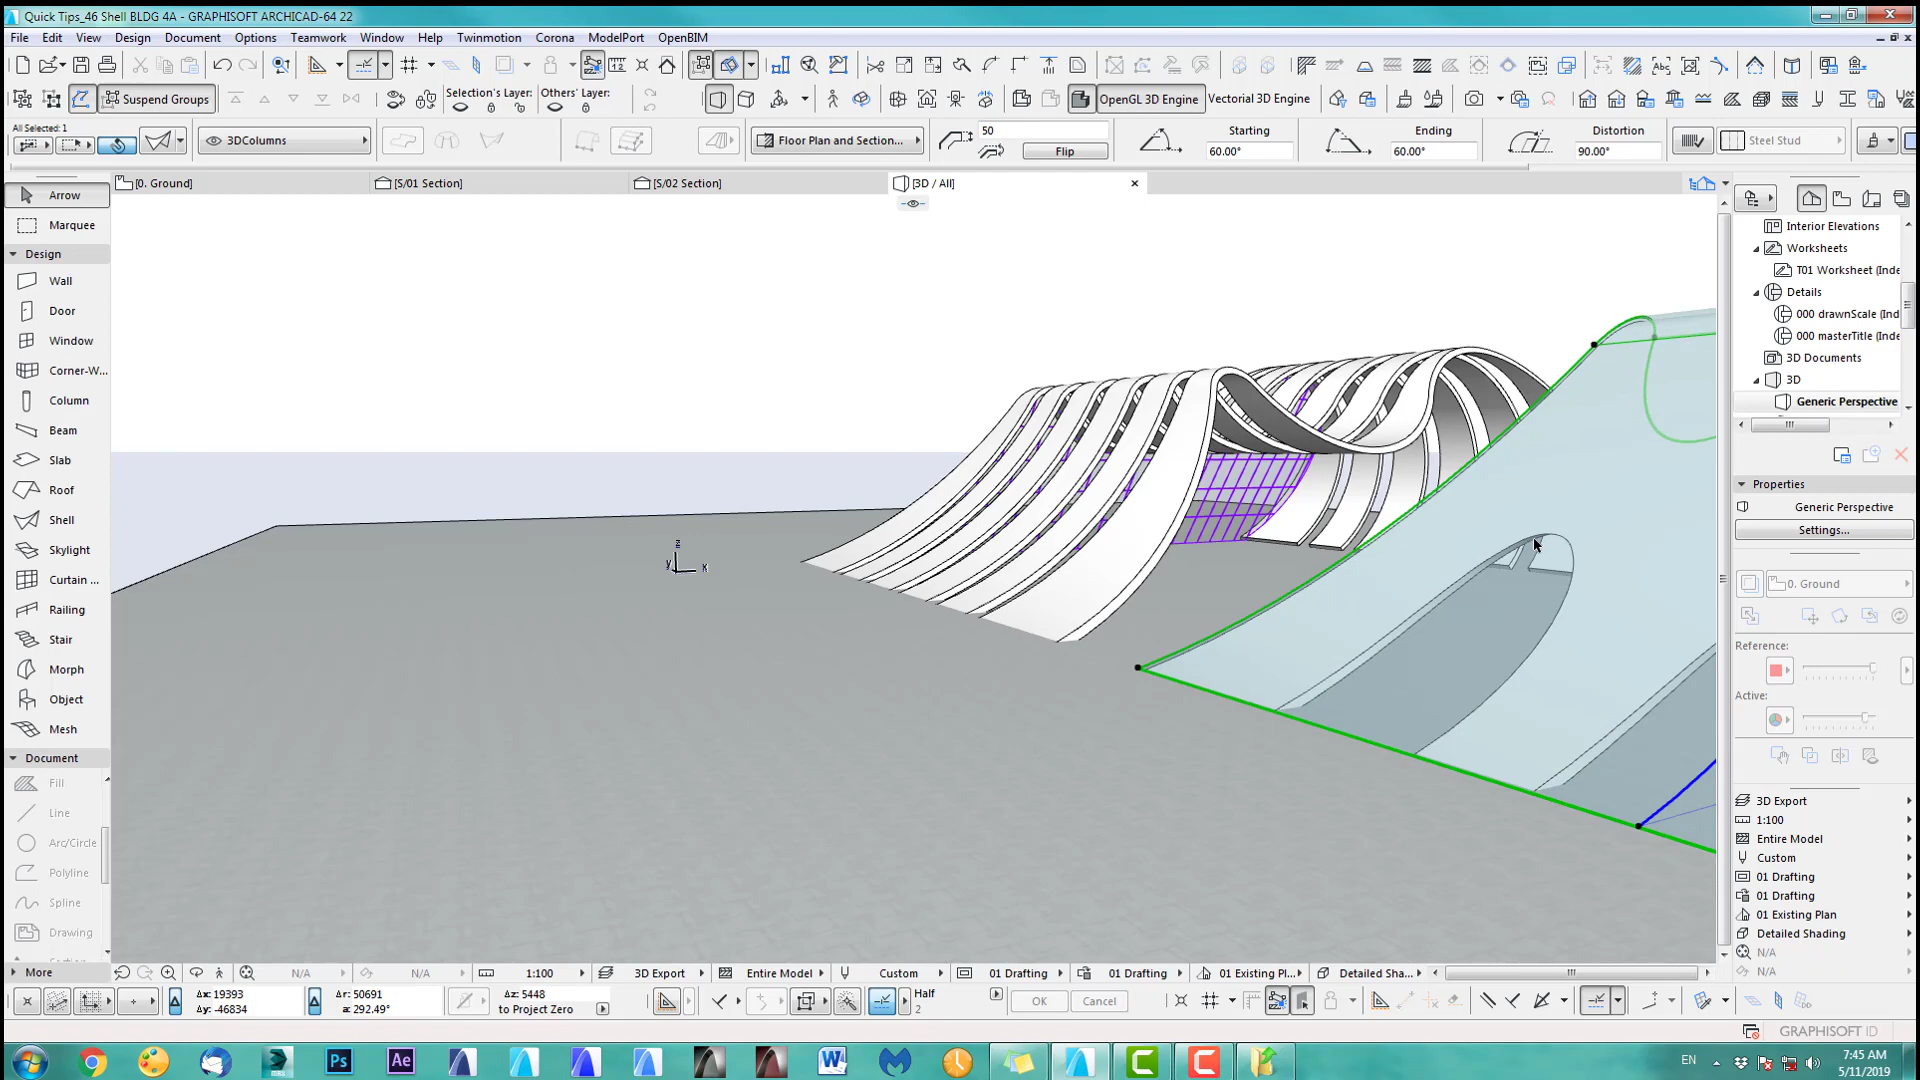 Quick Tips_46 Shell BLDG 4A - GRAPHISOFT ARCHICAD-64 22
File Edit View Design Document Options Teamwork Window Help Twinmotion Corona ModelPort OpenBIM
Suspend Groups Selection's Layer: Others' Layer: OpenGL 3D Engine Vectorial 3D Engine
All Selected: 1
3DColumns Floor Plan and Section... 50 Flip Starting 60.00° Ending 60.00° Distortion 90.00° Steel Stud
[0. Ground] [S/01 Section] [S/02 Section] [3D / All]
Arrow
Marquee
Design
Wall
Door
Window
Corner-W...
Column
Beam
Slab
Roof
Shell
Skylight
Curtain ...
Railing
Stair
Morph
Object
Mesh
Document
Fill
Line
Arc/Circle
Polyline
Spline
Drawing
More
z
y x
Interior Elevations
Worksheets
T01 Worksheet (Inde
Details
000 drawnScale (Ind
000 masterTitle (Inde
3D Documents
3D
Generic Perspective
Properties
Generic Perspective
Settings...
0. Ground
Reference:
Active:
3D Export
1:100
Entire Model
Custom
01 Drafting
01 Drafting
01 Existing Plan
Detailed Shading
N/A
N/A
N/A N/A 1:100 3D Export Entire Model Custom 01 Drafting 01 Drafting 01 Existing Pl... Detailed Sha...
Δx: 19393 Δr: 50691 Δz: 5448 Half
Δy: -46834 a: 292.49° to Project Zero 2
OK Cancel
GRAPHISOFT ID
Ps Ae W C C
EN 7:45 AM
5/11/2019